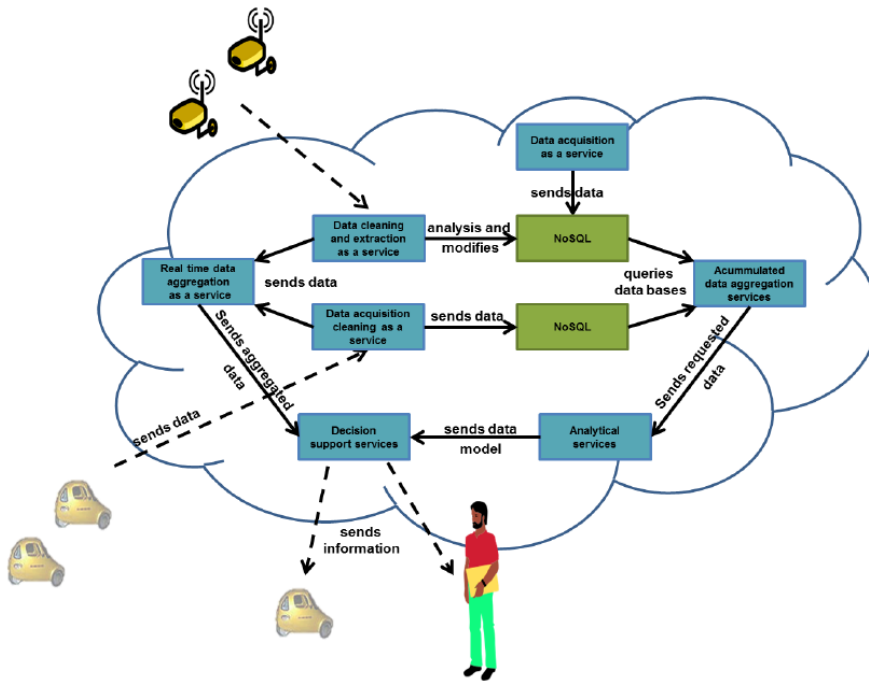 Data acquisition
as a service
sends data
Data cleaning
and extraction
as a service
analysis and
modifies
NoSQL
Real time data
aggregation
as a service
sends data
queries
data bases
Acummulated
data aggregation
services
Data acquisition
cleaning as a
service
sends data
NoSQL
Sends aggregated
data
Sends requested
data
sends data
Decision
support services
sends data
model
Analytical
services
sends
information